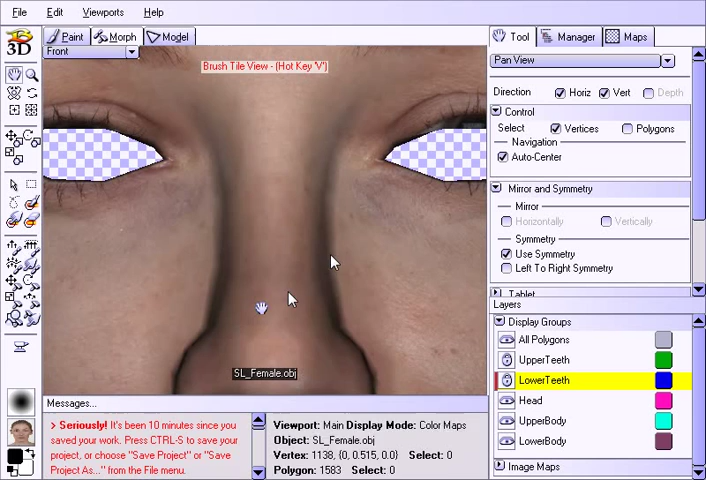 File Edit Viewports Help
3D Paint Morph Model Tool Manager Maps
Front
Brush Tile View - (Hot Key 'V')
Pan View
Direction Horiz Vert Depth
Control
Select Vertices Polygons
Navigation
Auto-Center
Mirror and Symmetry
Mirror
Horizontally Vertically
Symmetry
Use Symmetry
Left To Right Symmetry
Tablet
Layers
Display Groups
All Polygons
UpperTeeth
LowerTeeth
Head
UpperBody
LowerBody
Image Maps
SL_Female.obj
Messages...
> Seriously! It's been 10 minutes since you
saved your work. Press CTRL-S to save your
project, or choose "Save Project" or "Save
Project As..." from the File menu.
Viewport: Main Display Mode: Color Maps
Object: SL_Female.obj
Vertex: 1138, {0, 0.515, 0.0} Select: 0
Polygon: 1583 Select: 0